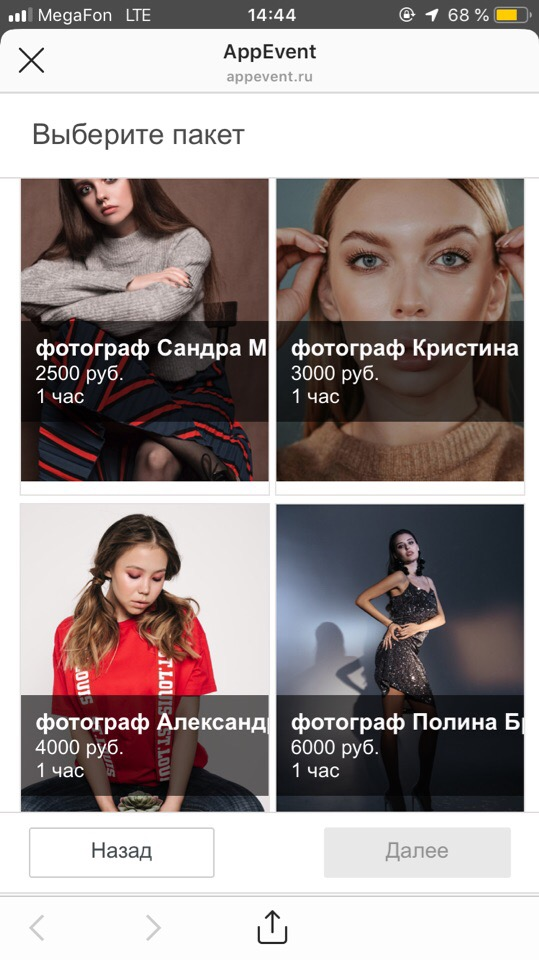 MegaFon LTE 14:44 68 %
AppEvent
appevent.ru
Выберите пакет
фотограф Сандра М
2500 руб.
1 час
фотограф Кристина
3000 руб.
1 час
ST.LOUIS
LOUIS
ST.LOUI
фотограф Александр
4000 руб.
1 час
фотограф Полина Бр
6000 руб.
1 час
Назад
Далее